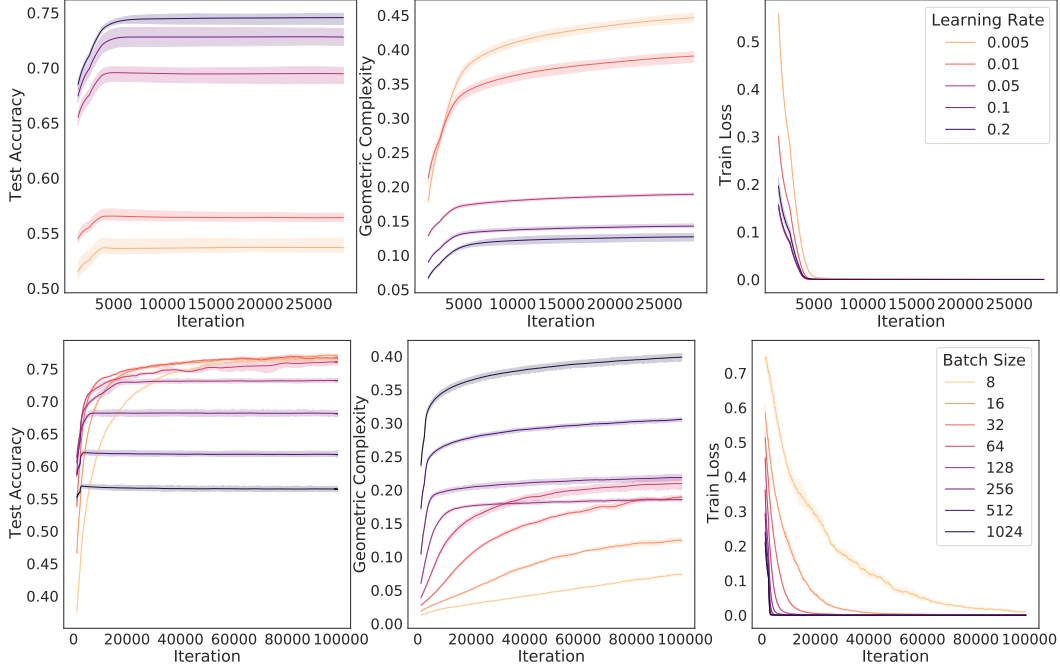 Test Accuracy
0.75
0.70
0.65
0.60
0.55
0.50
5000 10000 15000 20000 25000
Iteration
Geometric Complexity
0.45
0.40
0.35
0.30
0.25
0.20
0.15
0.10
0.05
5000 10000 15000 20000 25000
Iteration
Train Loss
0.5
0.4
0.3
0.2
0.1
0.0
5000 10000 15000 20000 25000
Iteration
Learning Rate
0.005
0.01
0.05
0.1
0.2
Test Accuracy
0.75
0.70
0.65
0.60
0.55
0.50
0.45
0.40
0 20000 40000 60000 80000 100000
Iteration
Geometric Complexity
0.40
0.35
0.30
0.25
0.20
0.15
0.10
0.05
0.00
0 20000 40000 60000 80000 100000
Iteration
Train Loss
0.7
0.6
0.5
0.4
0.3
0.2
0.1
0.0
0 20000 40000 60000 80000 100000
Iteration
Batch Size
8
16
32
64
128
256
512
1024